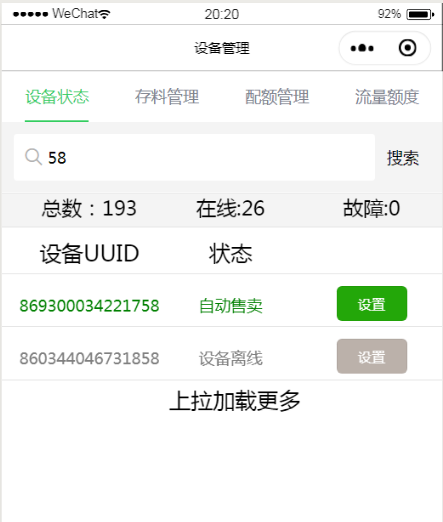 WeChat 20:20 92%
设备管理
设备状态 存料管理 配额管理 流量额度
58 搜索
总数：193 在线:26 故障:0
设备UUID 状态
869300034221758 自动售卖 设置
860344046731858 设备离线 设置
上拉加载更多